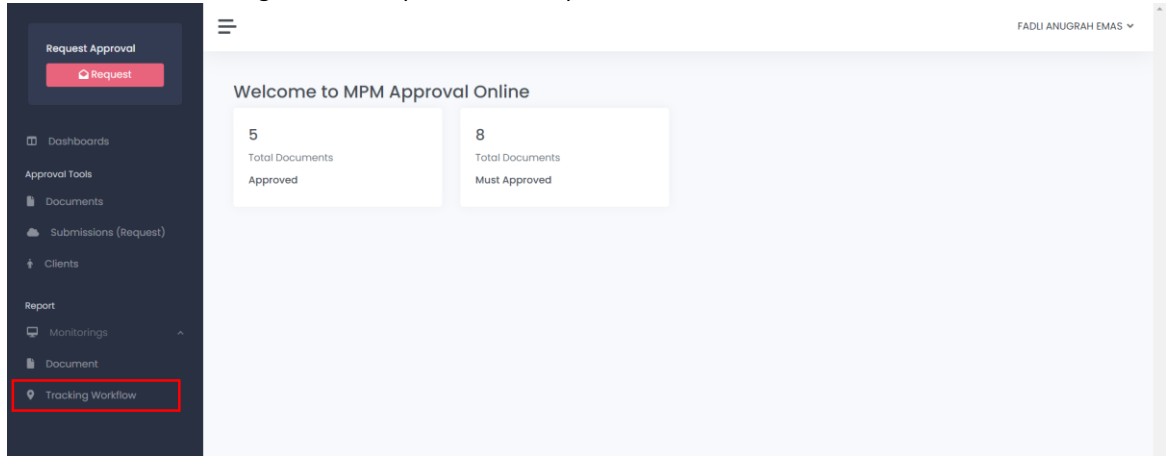 Request Approval
Request
Dashboards
Approval Tools
Documents
Submissions (Request)
Clients
Report
Monitorings
Document
Tracking Workflow
FADLI ANUGRAH EMAS
Welcome to MPM Approval Online
5
Total Documents
Approved
8
Total Documents
Must Approved